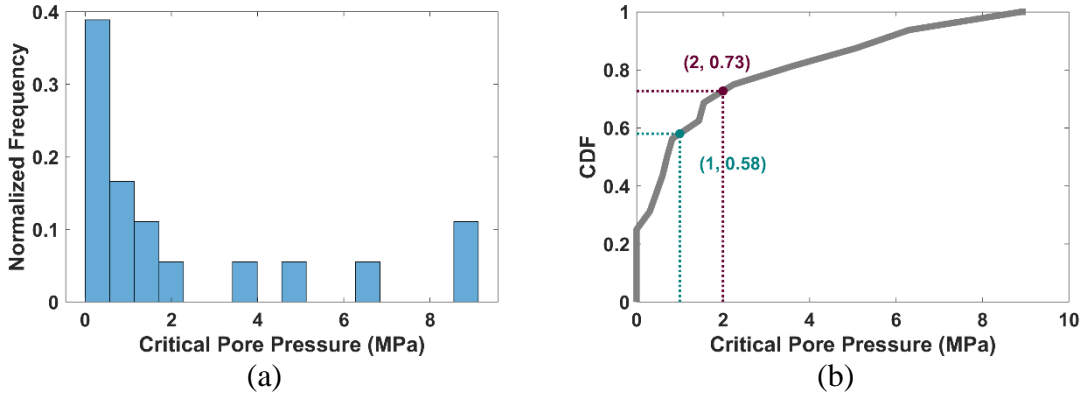 0.4
0.3
0.2
0.1
0
Normalized Frequency
0 2 4 6 8
Critical Pore Pressure (MPa)
(a)
1
0.8
0.6
0.4
0.2
0
CDF
(2, 0.73)
(1, 0.58)
0 2 4 6 8 10
Critical Pore Pressure (MPa)
(b)